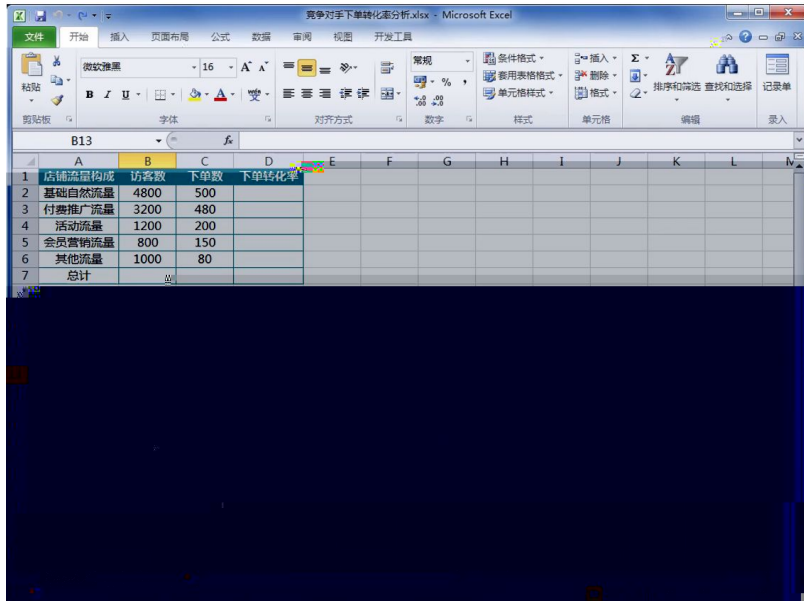 竞争对手下单转化率分析.xlsx - Microsoft Excel
文件 开始 插入 页面布局 公式 数据 审阅 视图 开发工具
微软雅黑 16 常规 条件格式 插入
粘贴 套用表格格式 删除 排序和筛选 查找和选择 记录单
B I U 单元格样式 格式
剪贴板 字体 对齐方式 数字 样式 单元格 编辑 录入
B13 fx
A B C D E F G H I J K L M
1 店铺流量构成 访客数 下单数 下单转化率
2 基础自然流量 4800 500
3 付费推广流量 3200 480
4 活动流量 1200 200
5 会员营销流量 800 150
6 其他流量 1000 80
7 总计